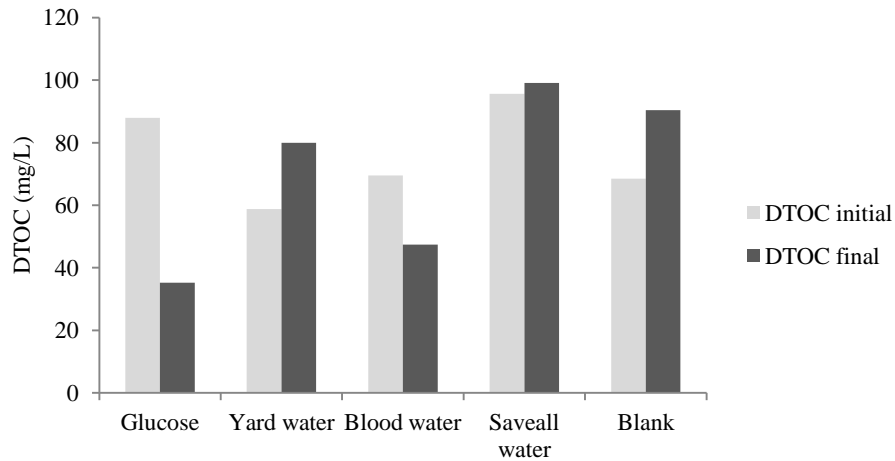 120
100
80
60
40
20
0
DTOC (mg/L)
Glucose
Yard water
Blood water
Saveall
water
Blank
DTOC initial
DTOC final